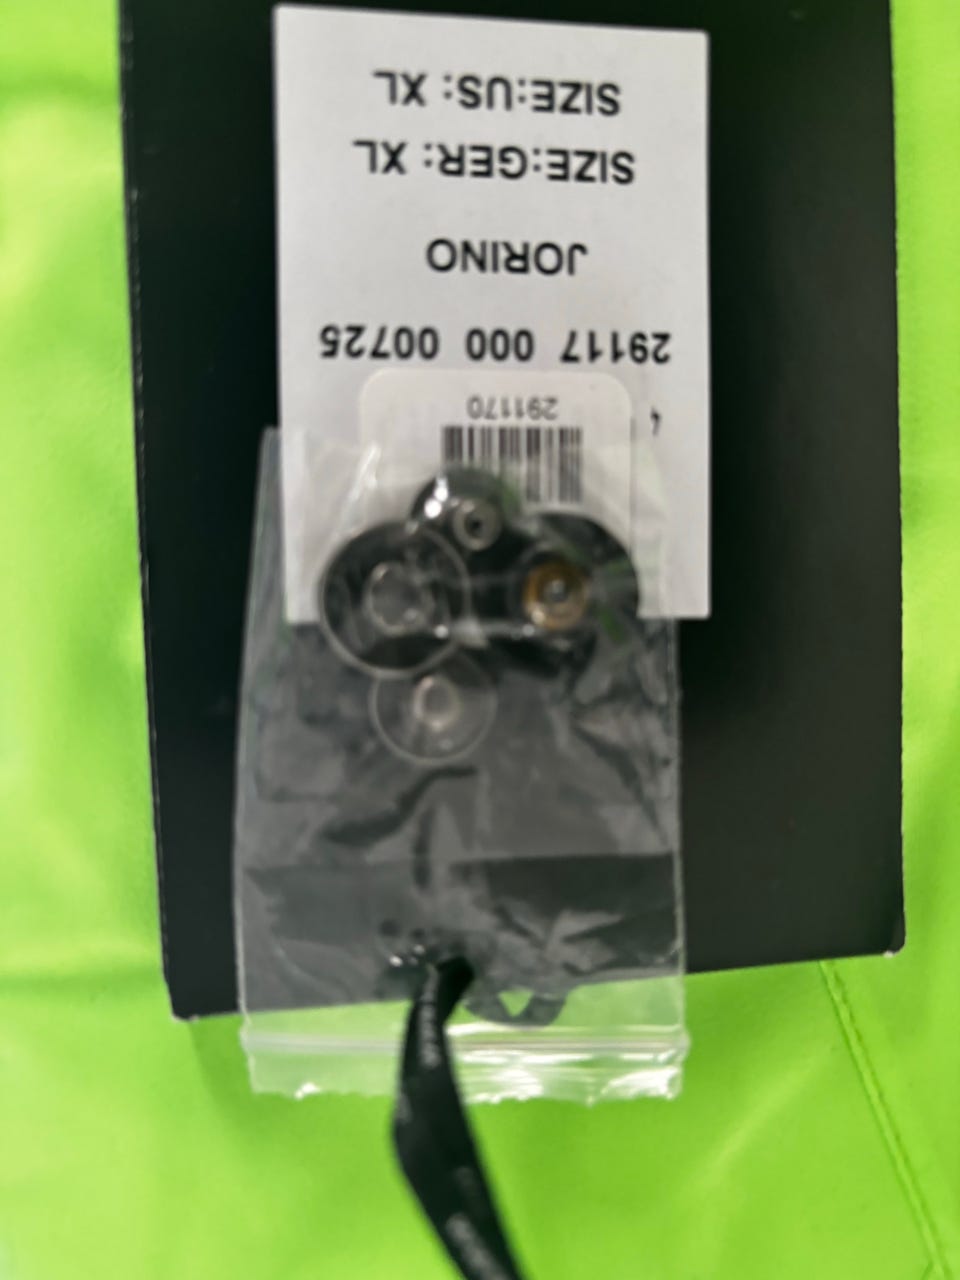 291170
29117 000 00725
JORINO
SIZE:GER: XL
SIZE:US: XL